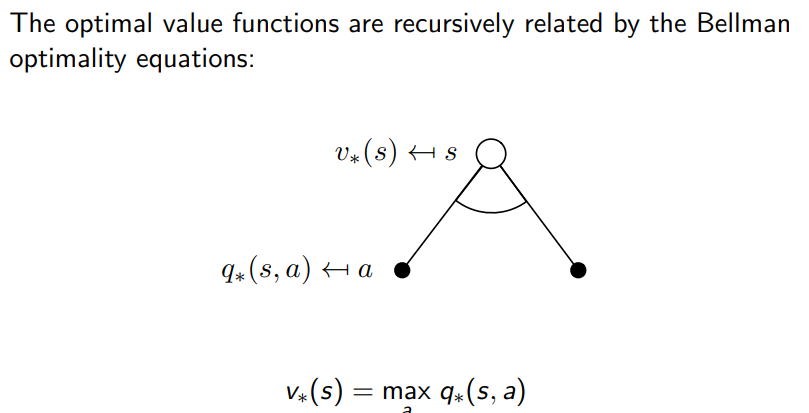 The optimal value functions are recursively related by the Bellman
optimality equations:
v∗(s) ↤ s
q∗(s, a) ↤ a
v∗(s) = max q∗(s, a)
a